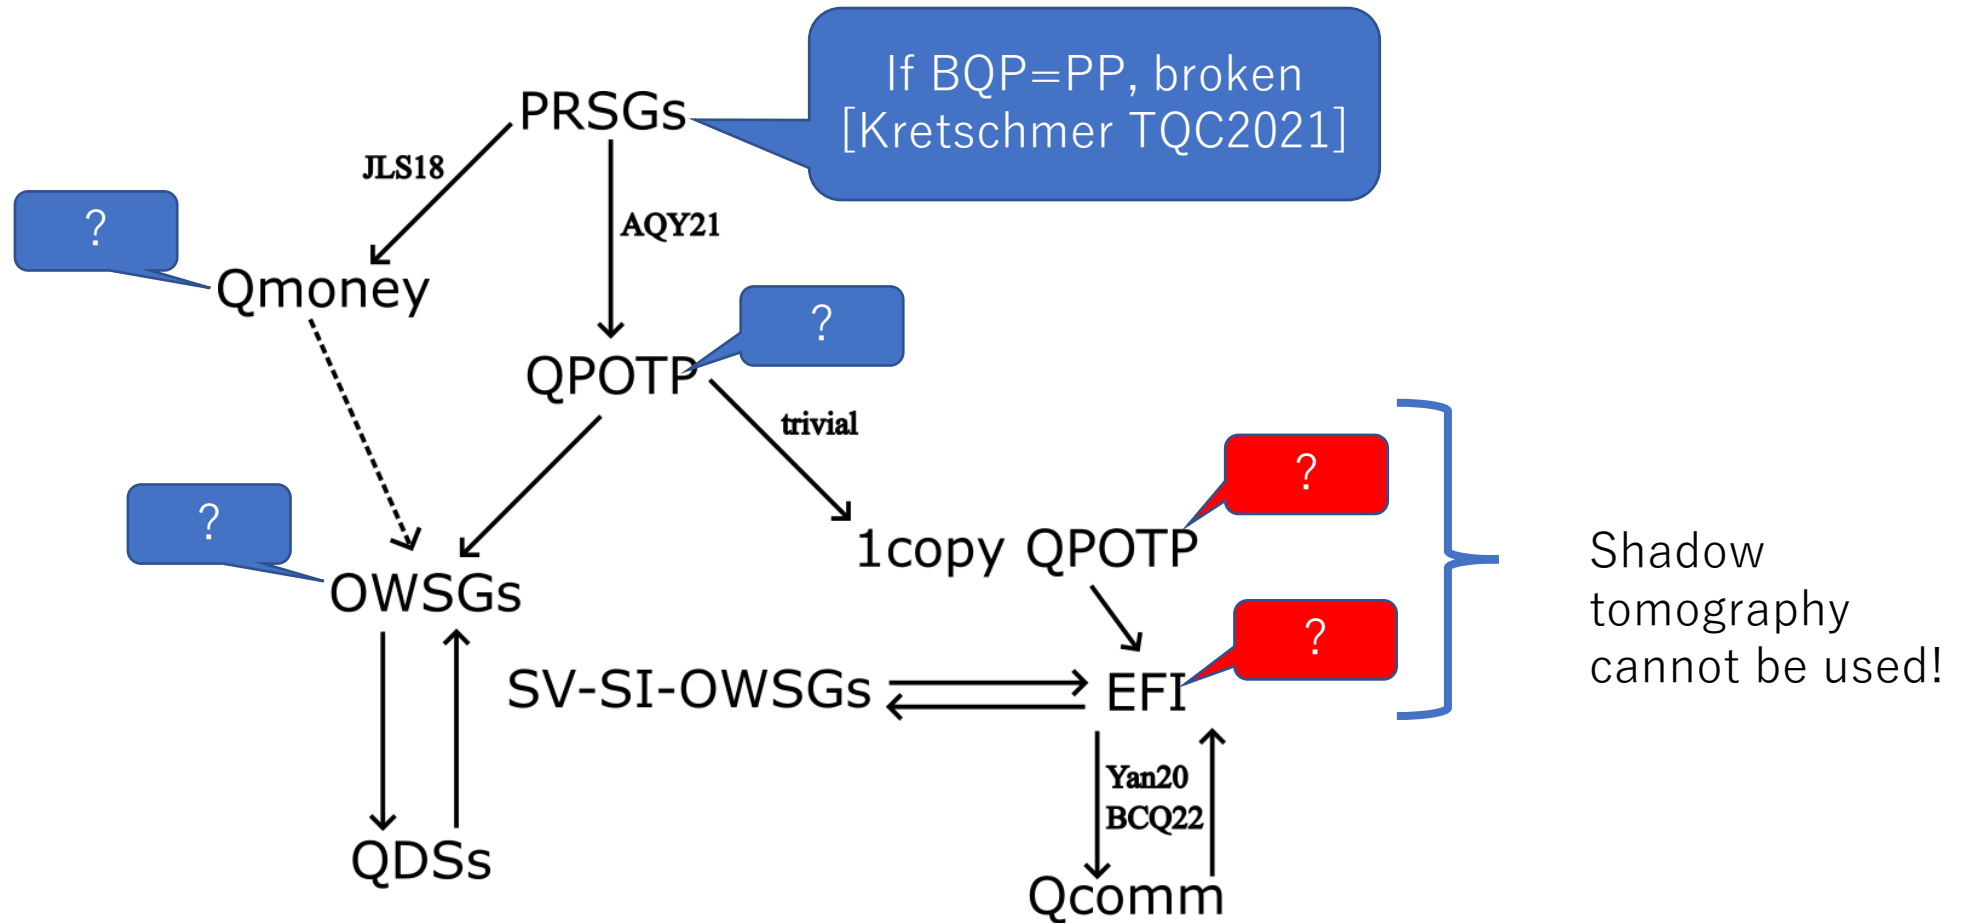 If BQP=PP, broken
[Kretschmer TQC2021]
PRSGs
JLS18
AQY21
?
Qmoney
?
QPOTP
trivial
?
?
OWSGs
1copy QPOTP
Shadow
tomography
cannot be used!
?
SV-SI-OWSGs
EFI
Yan20
BCQ22
QDSs
Qcomm